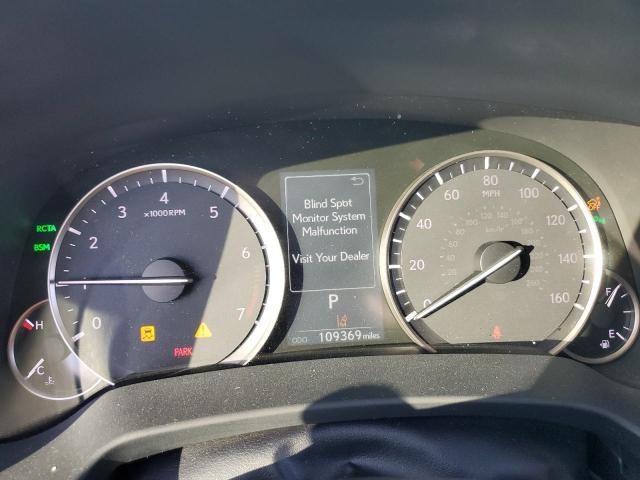 Blind Spot
Monitor System
Malfunction
Visit Your Dealer
P
ODO 109369 miles
RCTA
BSM
0 1 2 3 4 5 6 7
x1000RPM
PARK
H
C
0 20 40 60 80 100 120 140 160
MPH
km/h
F
E